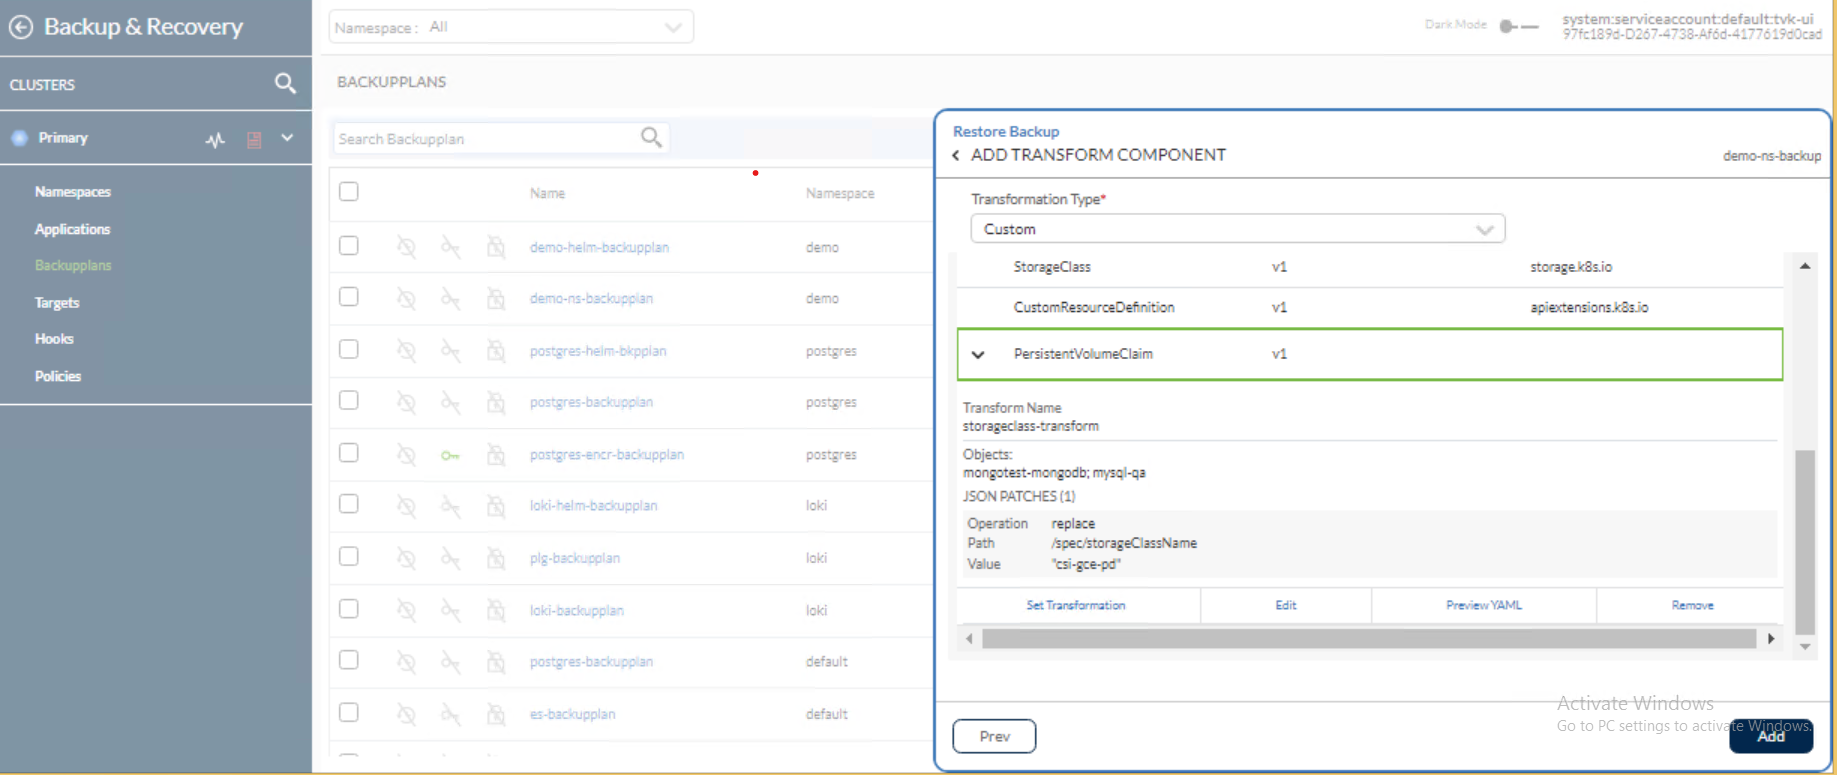 Backup & Recovery
Namespace : All
Dark Mode
system:serviceaccount:default:tvk-ui
97fc189d-D267-4738-Af6d-4177619d0cad
CLUSTERS
BACKUPPLANS
Primary
Search Backupplan
Restore Backup
ADD TRANSFORM COMPONENT
demo-ns-backup
Namespaces
Applications
Backupplans
Targets
Hooks
Policies
Name Namespace
demo-helm-backupplan demo
demo-ns-backupplan demo
postgres-helm-bkpplan postgres
postgres-backupplan postgres
postgres-encr-backupplan postgres
loki-helm-backupplan loki
plg-backupplan loki
loki-backupplan loki
postgres-backupplan default
es-backupplan default
Transformation Type*
Custom
StorageClass v1 storage.k8s.io
CustomResourceDefinition v1 apiextensions.k8s.io
PersistentVolumeClaim v1
Transform Name
storageclass-transform
Objects:
mongotest-mongodb; mysql-qa
JSON PATCHES (1)
Operation replace
Path /spec/storageClassName
Value "csi-gce-pd"
Set Transformation Edit Preview YAML Remove
Activate Windows
Go to PC settings to activate Windows.
Prev Add